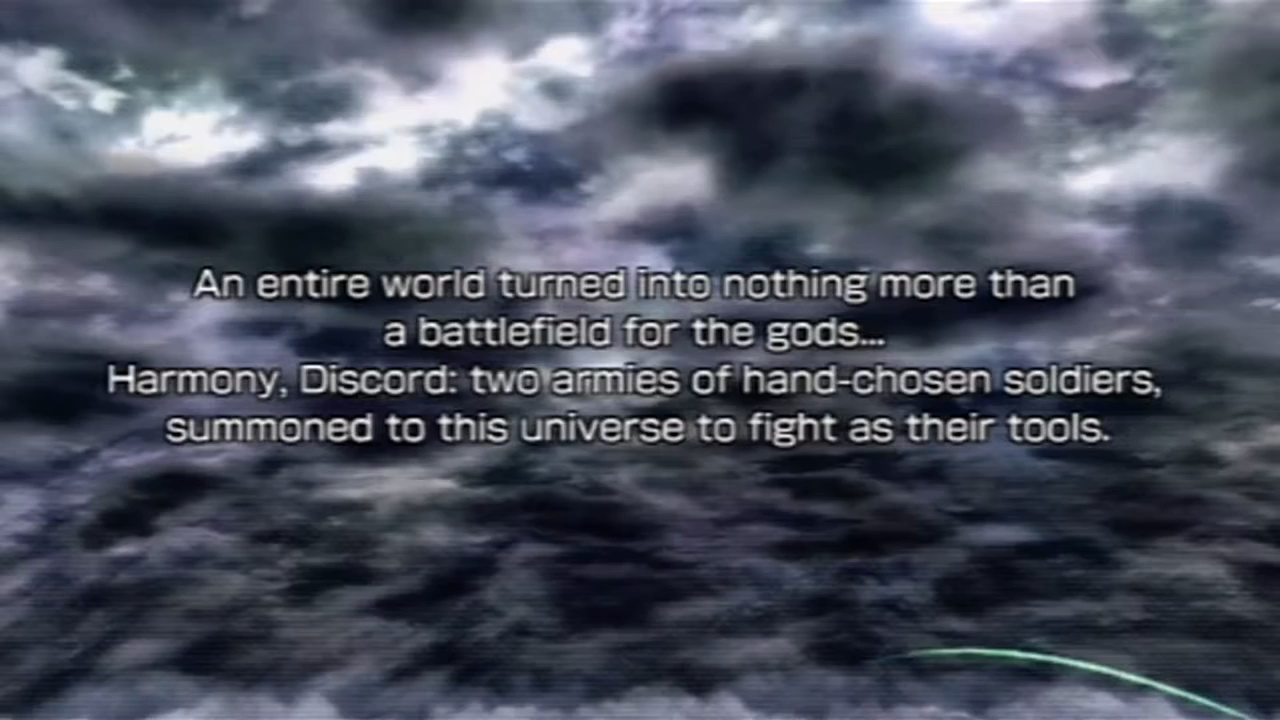 An entire world turned into nothing more than
a battlefield for the gods...
Harmony, Discord: two armies of hand-chosen soldiers,
summoned to this universe to fight as their tools.